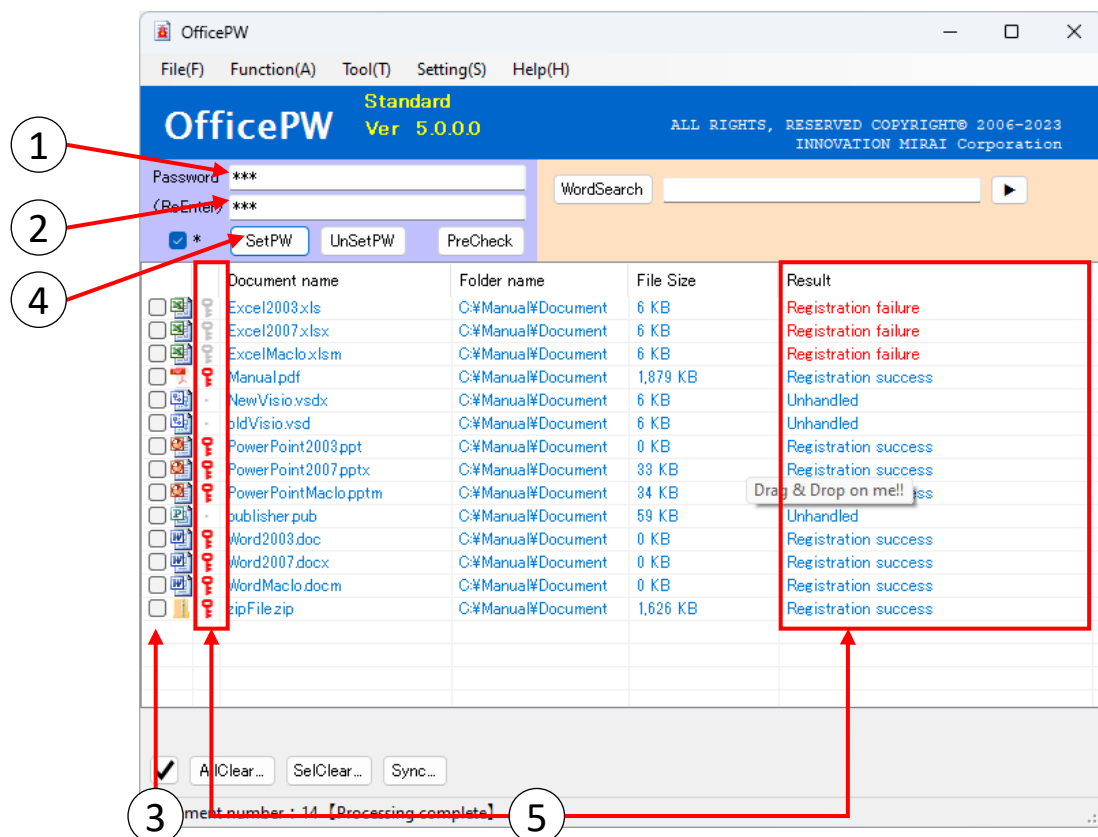 OfficePW
File(F) Function(A) Tool(T) Setting(S) Help(H)
OfficePW
Standard
Ver 5.0.0.0
ALL RIGHTS, RESERVED COPYRIGHT© 2006-2023
INNOVATION MIRAI Corporation
1
Password ***
WordSearch
2
(ReEnter) ***
* SetPW UnSetPW PreCheck
4
Document name Folder name File Size Result
Excel2003.xls C:¥Manual¥Document 6 KB Registration failure
Excel2007.xlsx C:¥Manual¥Document 6 KB Registration failure
ExcelMaclo.xlsm C:¥Manual¥Document 6 KB Registration failure
Manual.pdf C:¥Manual¥Document 1,879 KB Registration success
- NewVisio.vsdx C:¥Manual¥Document 6 KB Unhandled
- oldVisio.vsd C:¥Manual¥Document 6 KB Unhandled
PowerPoint2003.ppt C:¥Manual¥Document 0 KB Registration success
PowerPoint2007.pptx C:¥Manual¥Document 33 KB Registration success
PowerPointMaclo.pptm C:¥Manual¥Document 34 KB
Drag & Drop on me!!
- publisher.pub C:¥Manual¥Document 59 KB Unhandled
Word2003.doc C:¥Manual¥Document 0 KB Registration success
Word2007.docx C:¥Manual¥Document 0 KB Registration success
WordMaclo.docm C:¥Manual¥Document 0 KB Registration success
zipFile.zip C:¥Manual¥Document 1,626 KB Registration success
AllClear... SelClear... Sync...
3
number : 14【Processing complete】
5